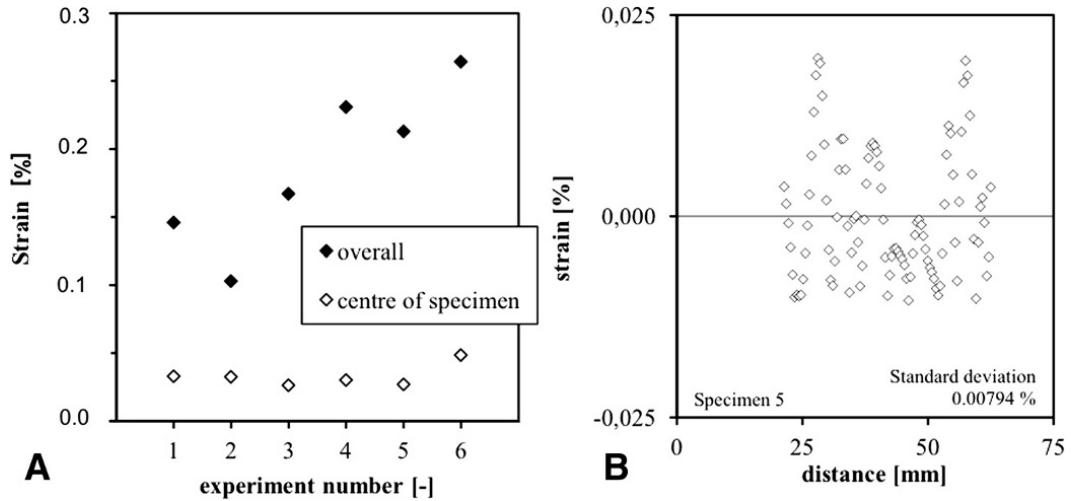 0.3
0.2
0.1
0.0
Strain [%]
overall
centre of specimen
1 2 3 4 5 6
experiment number [-]
A
0,025
0,000
-0,025
strain [%]
Specimen 5
Standard deviation
0.00794 %
0 25 50 75
distance [mm]
B